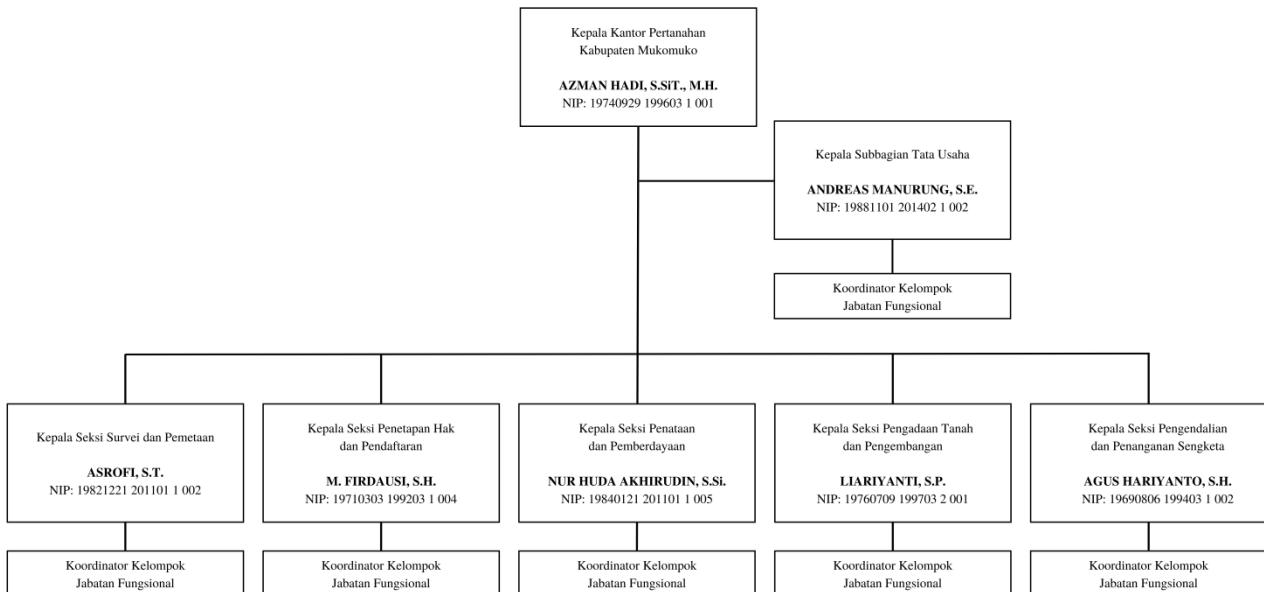 Kepala Kantor Pertanahan
Kabupaten Mukomuko
AZMAN HADI, S.SiT., M.H.
NIP: 19740929 199603 1 001
Kepala Subbagian Tata Usaha
ANDREAS MANURUNG, S.E.
NIP: 19881101 201402 1 002
Koordinator Kelompok
Jabatan Fungsional
Kepala Seksi Survei dan Pemetaan
ASROFI, S.T.
NIP: 19821221 201101 1 002
Koordinator Kelompok
Jabatan Fungsional
Kepala Seksi Penetapan Hak
dan Pendaftaran
M. FIRDAUSI, S.H.
NIP: 19710303 199203 1 004
Koordinator Kelompok
Jabatan Fungsional
Kepala Seksi Penataan
dan Pemberdayaan
NUR HUDA AKHIRUDIN, S.Si.
NIP: 19840121 201101 1 005
Koordinator Kelompok
Jabatan Fungsional
Kepala Seksi Pengadaan Tanah
dan Pengembangan
LIARIYANTI, S.P.
NIP: 19760709 199703 2 001
Koordinator Kelompok
Jabatan Fungsional
Kepala Seksi Pengendalian
dan Penanganan Sengketa
AGUS HARIYANTO, S.H.
NIP: 19690806 199403 1 002
Koordinator Kelompok
Jabatan Fungsional